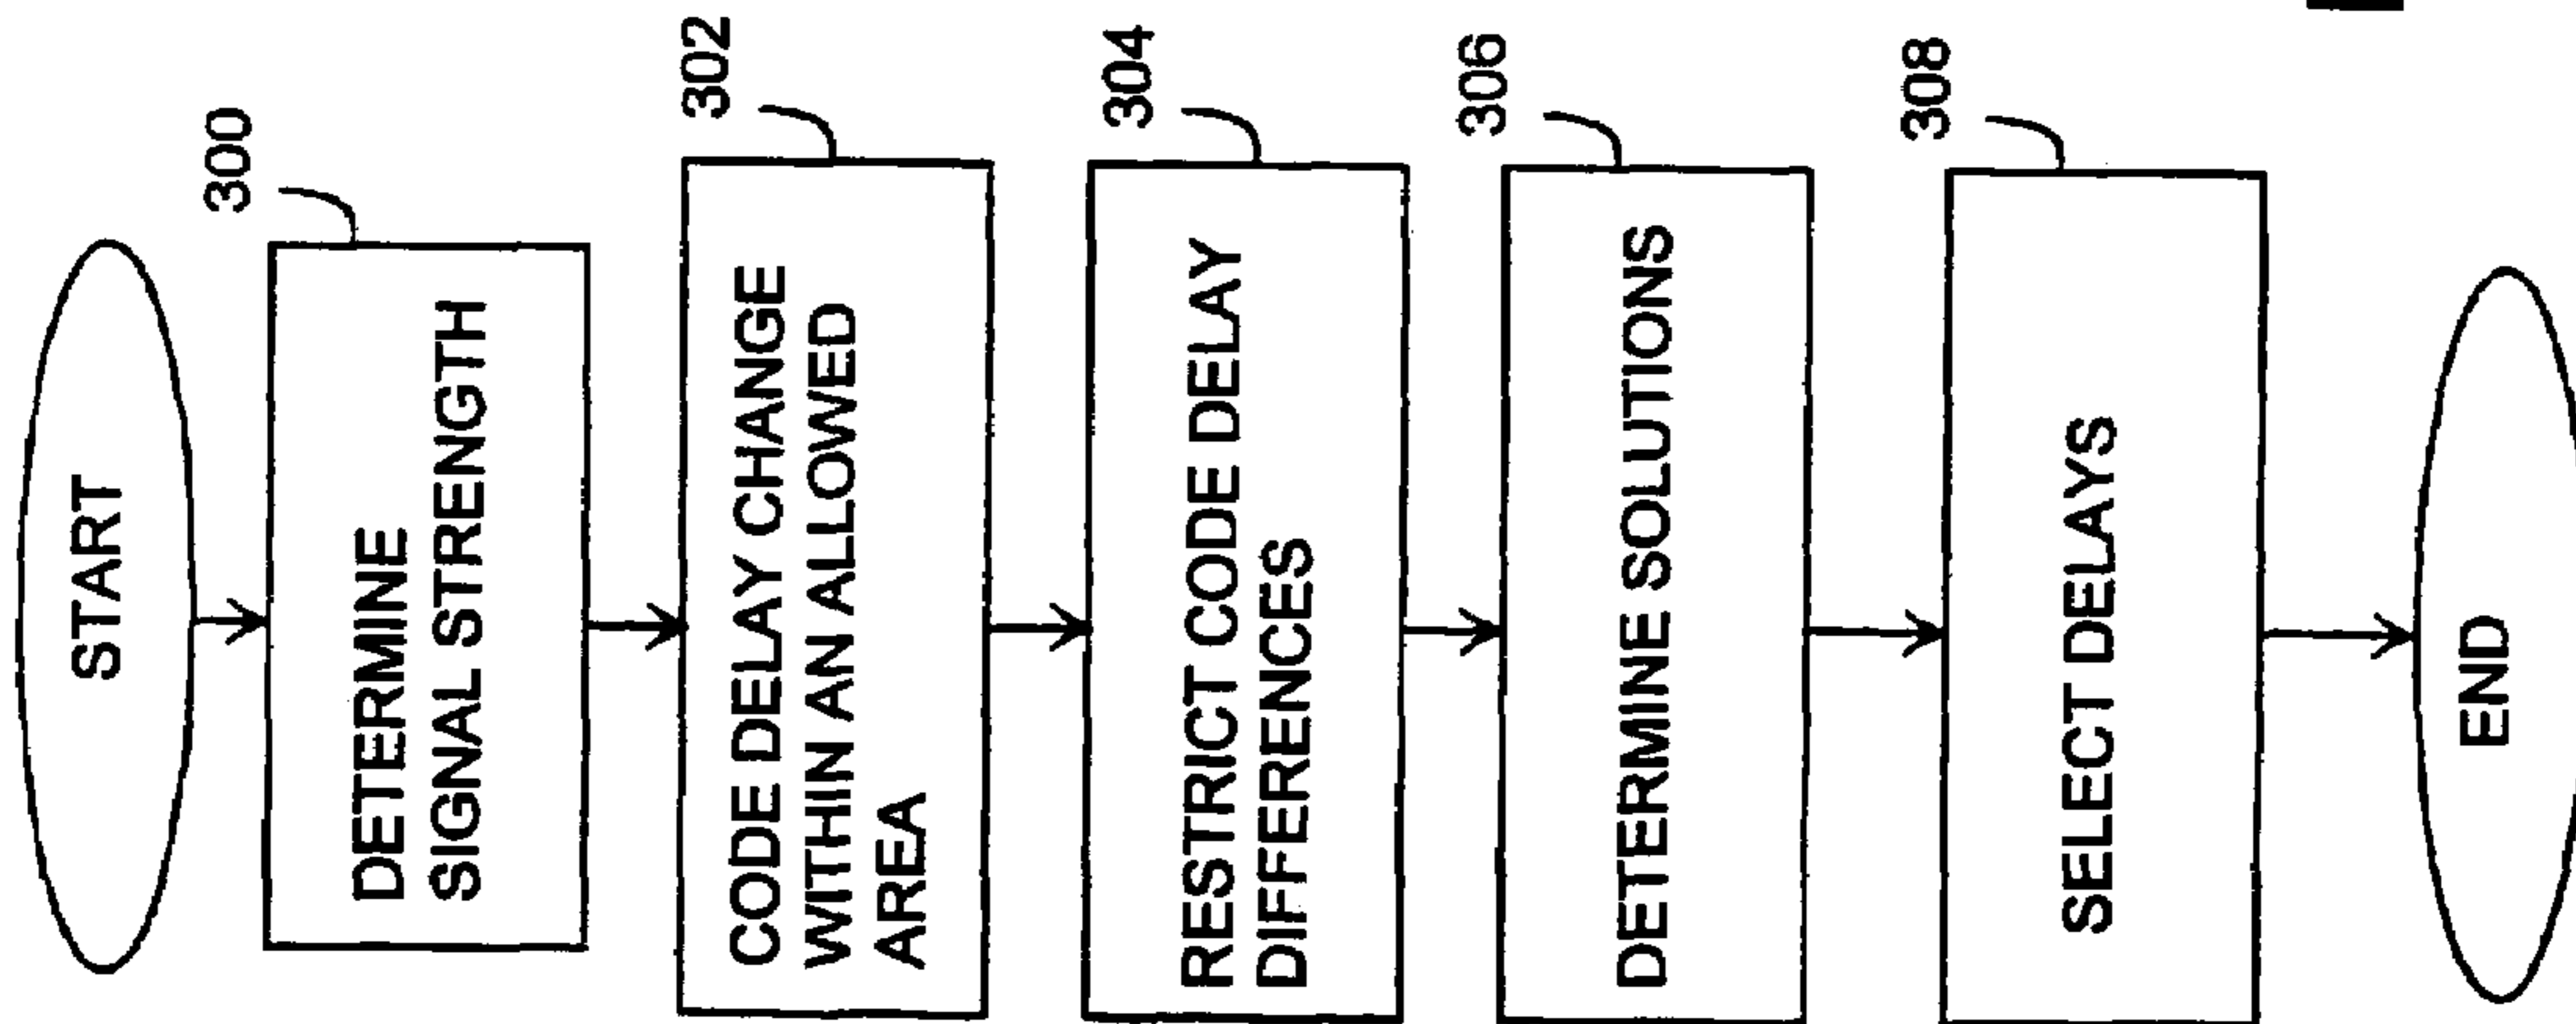 START
300
DETERMINE
SIGNAL STRENGTH
302
CODE DELAY CHANGE
WITHIN AN ALLOWED
AREA
304
RESTRICT CODE DELAY
DIFFERENCES
306
DETERMINE SOLUTIONS
308
SELECT DELAYS
END